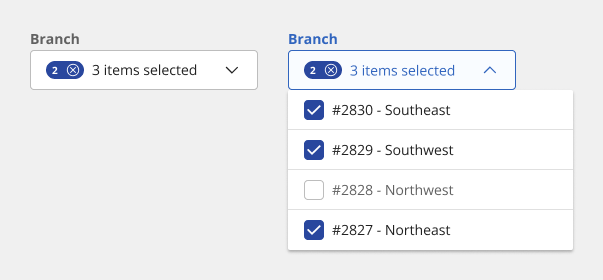 Branch
2 3 items selected
Branch
2 3 items selected
#2830 - Southeast
#2829 - Southwest
#2828 - Northwest
#2827 - Northeast